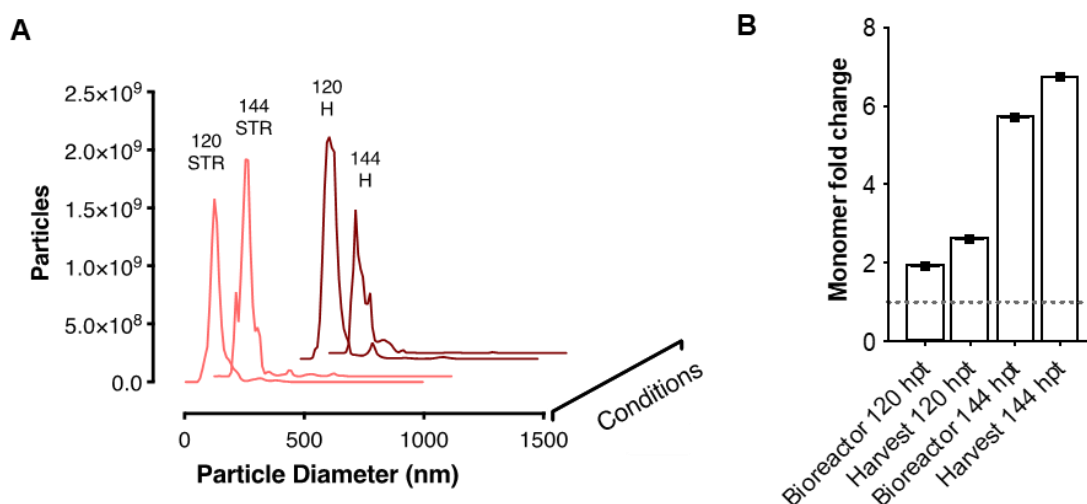 A
2.5×10⁹
2.0×10⁹
1.5×10⁹
1.0×10⁹
5.0×10⁸
0.0
Particles
120
STR
144
STR
120
H
144
H
0
500
1000
1500
Particle Diameter (nm)
Conditions
B
8
6
4
2
0
Monomer fold change
Bioreactor 120 hpt
Harvest 120 hpt
Bioreactor 144 hpt
Harvest 144 hpt